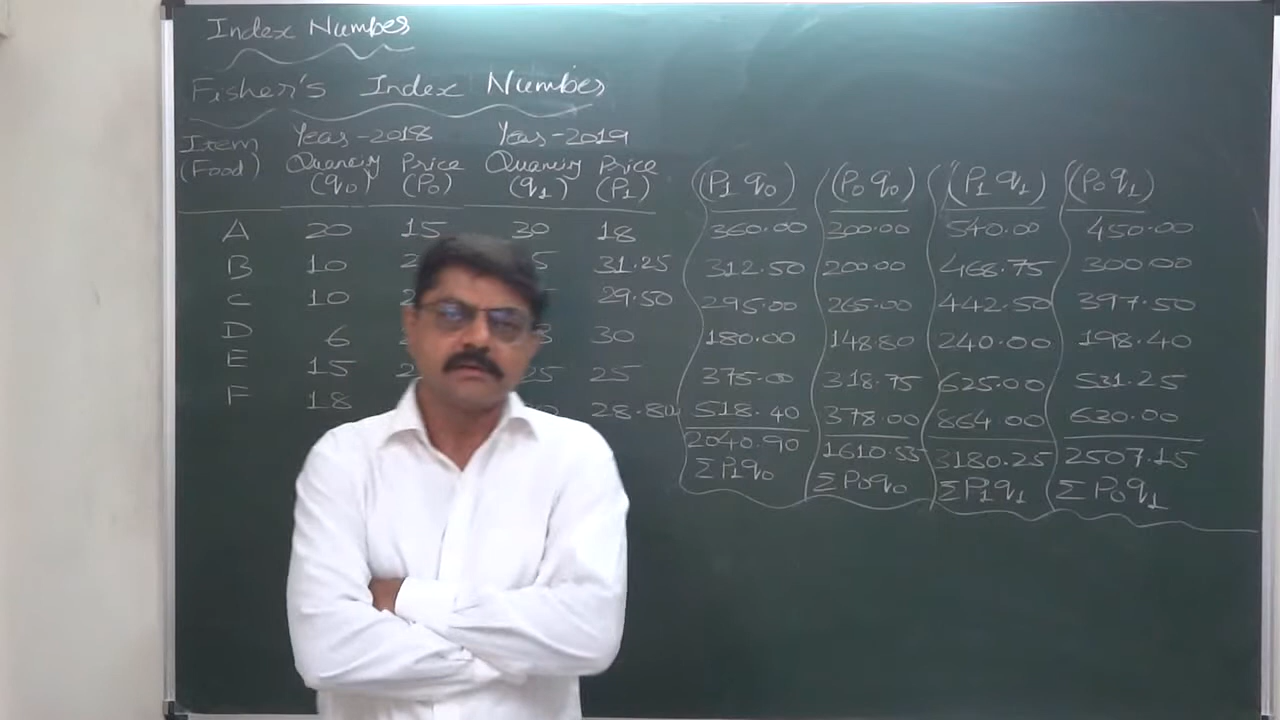 Index Number
Fisher's Index Number
Item (Food) Year-2018 Year-2019
Quantity (q0) Price (P0) Quantity (q1) Price (P1) (P1 q0) (P0 q0) (P1 q1) (P0 q1)
A 20 15 30 18 360.00 300.00 540.00 450.00
B 10 31.25 312.50 200.00 468.75 300.00
C 10 29.50 295.00 265.00 442.50 397.50
D 6 30 180.00 148.80 240.00 198.40
E 15 25 25 375.00 318.75 625.00 531.25
F 18 28.80 518.40 378.00 864.00 630.00
2040.90 1610.55 3180.25 2507.15
ΣP1q0 ΣP0q0 ΣP1q1 ΣP0q1